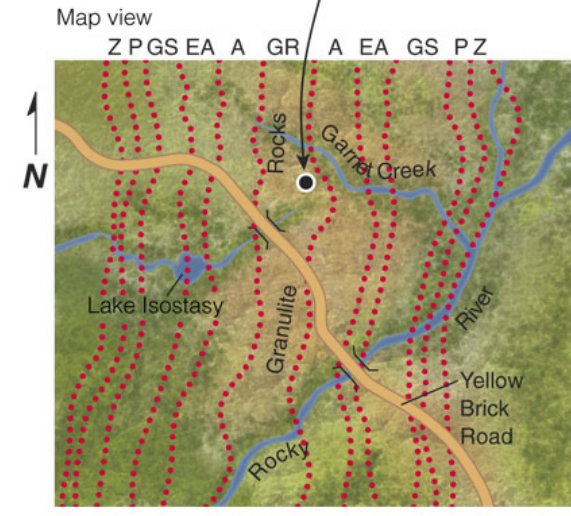 Map view
Z P GS EA A GR A EA GS P Z
Garnet Creek
Granulite Rocks
N
Lake Isostasy
Rocky River
Yellow
Brick
Road